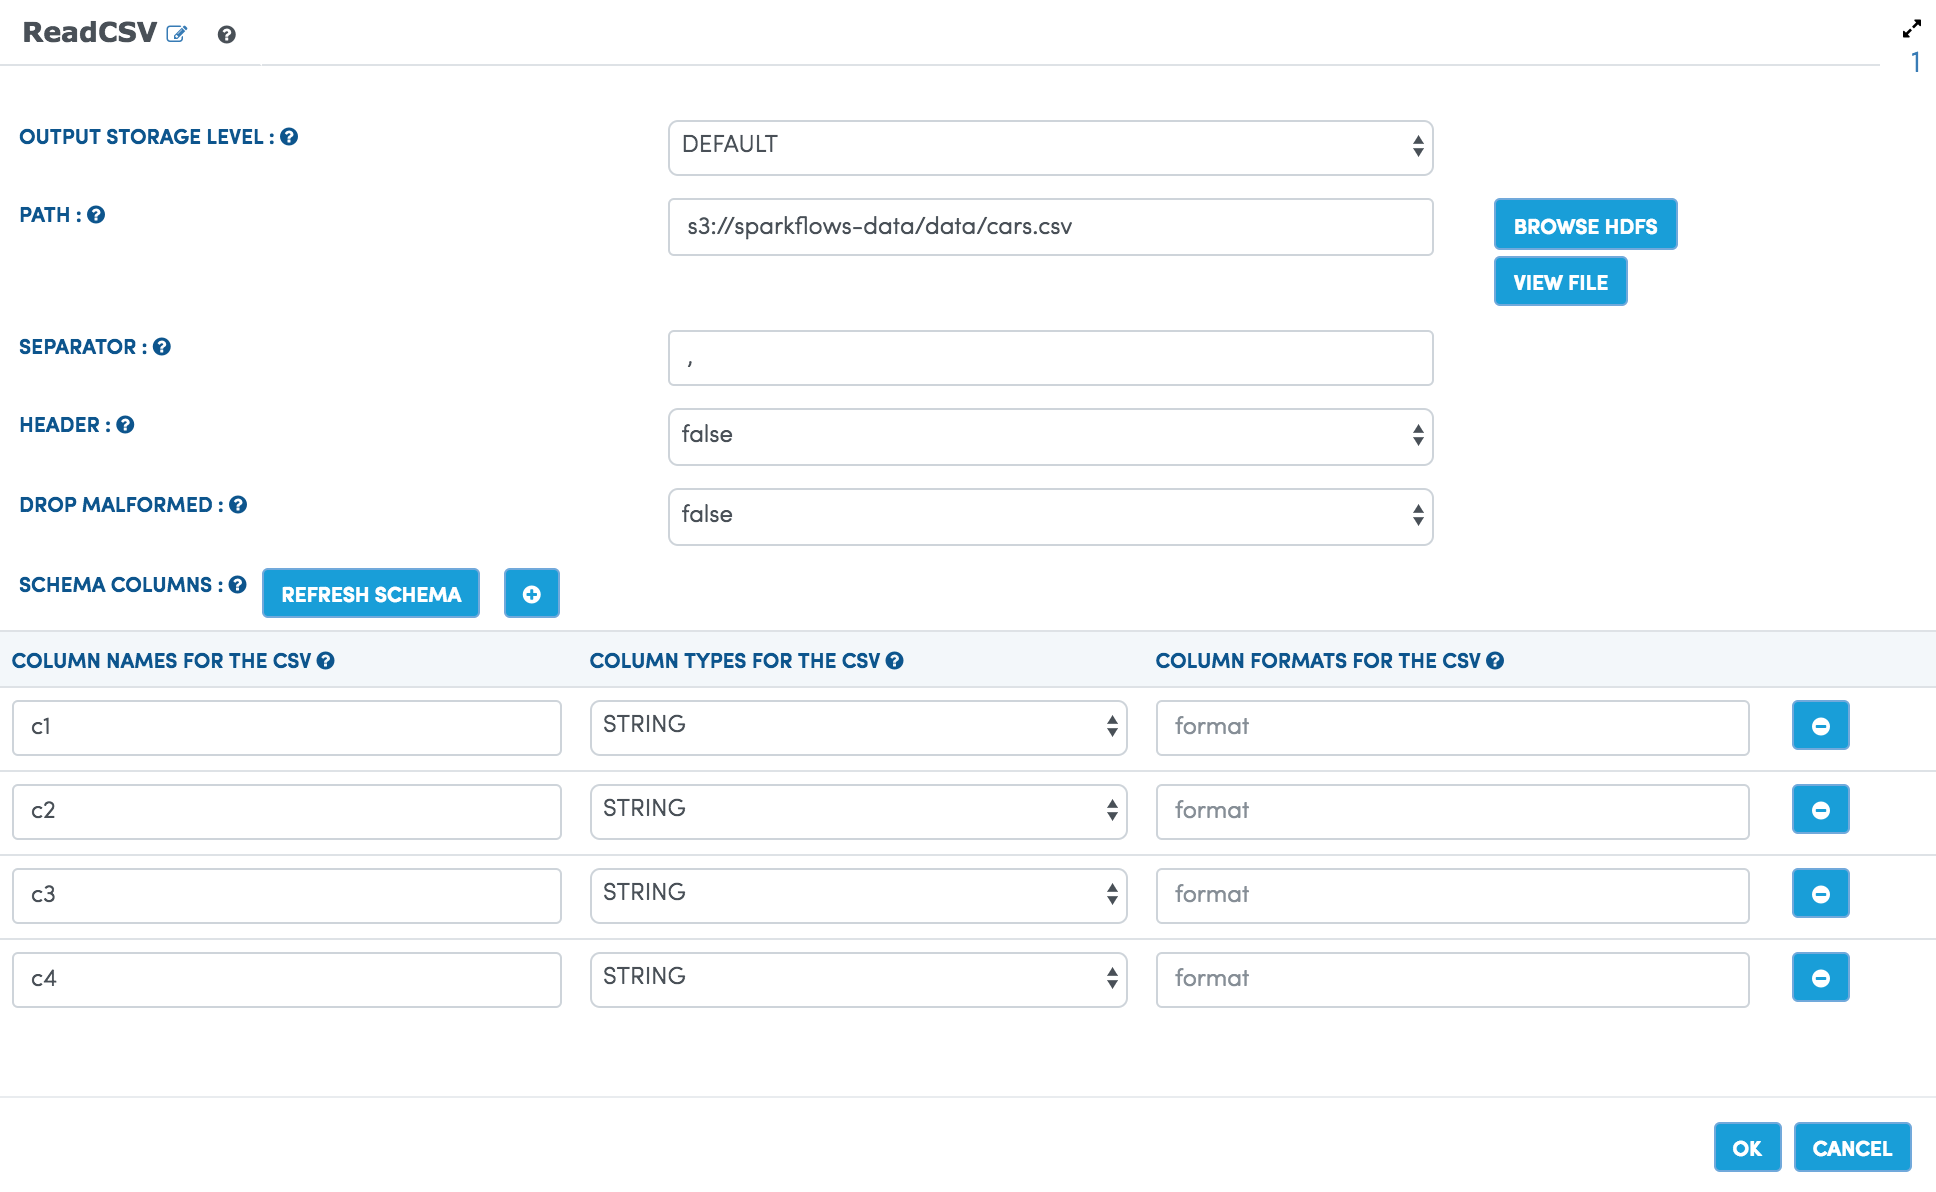 ReadCSV
1
OUTPUT STORAGE LEVEL :
DEFAULT
PATH :
s3://sparkflows-data/data/cars.csv
BROWSE HDFS
VIEW FILE
SEPARATOR :
,
HEADER :
false
DROP MALFORMED :
false
SCHEMA COLUMNS :
REFRESH SCHEMA
COLUMN NAMES FOR THE CSV COLUMN TYPES FOR THE CSV COLUMN FORMATS FOR THE CSV
c1 STRING format
c2 STRING format
c3 STRING format
c4 STRING format
OK CANCEL